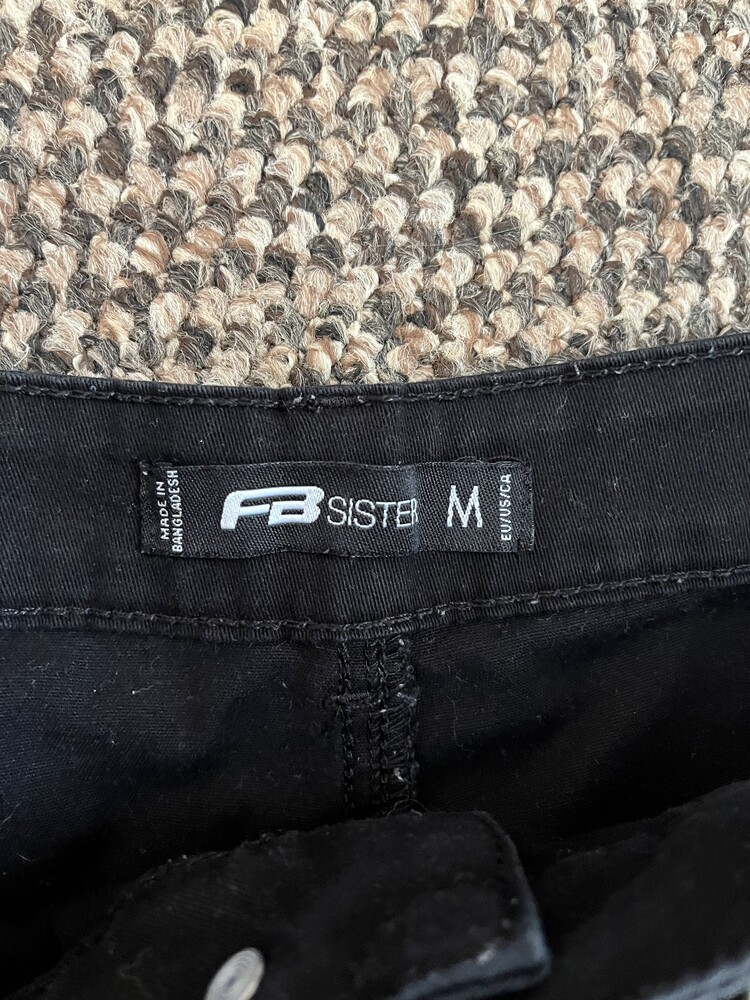 MADE IN
BANGLADESH
FB SISTER
M
EU/US/CA